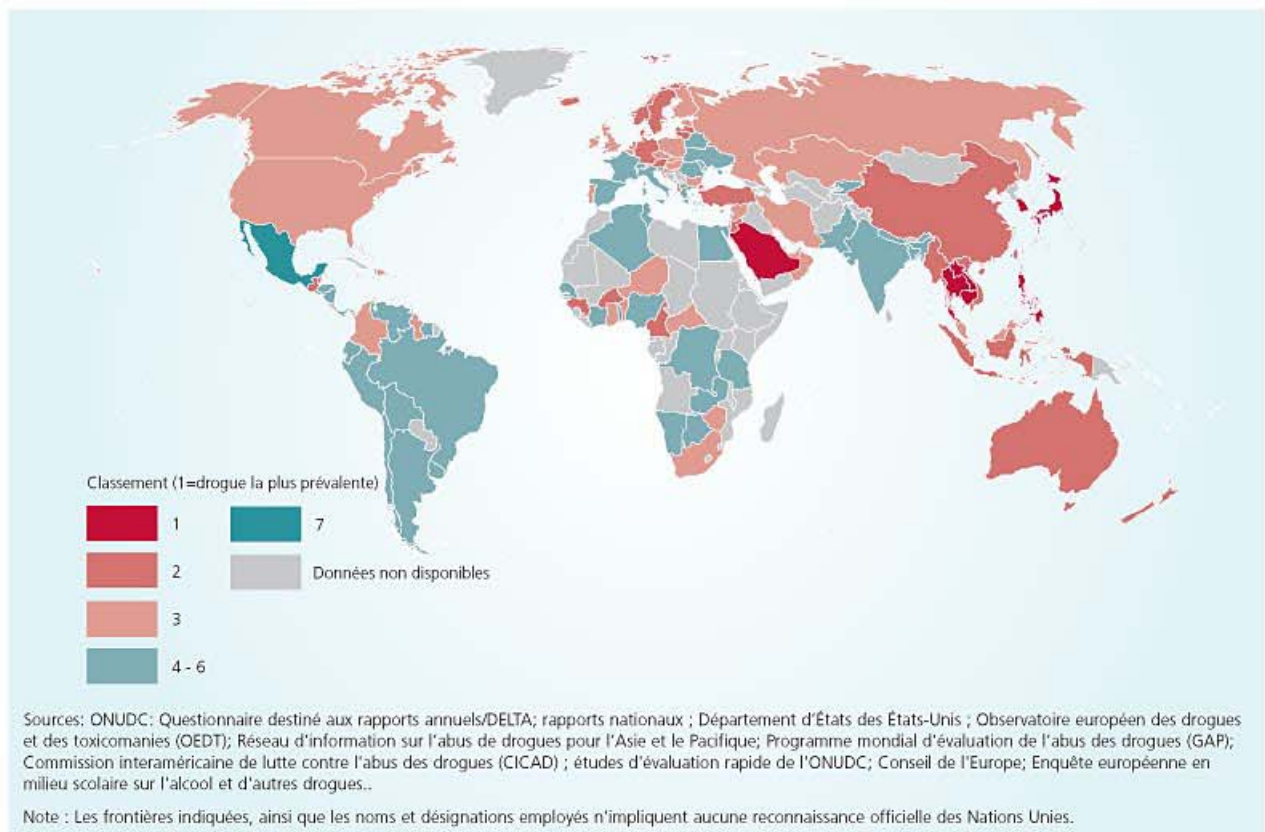 Classement (1=drogue la plus prévalente)
1
7
2
Données non disponibles
3
4 - 6
Sources: ONUDC: Questionnaire destiné aux rapports annuels/DELTA; rapports nationaux ; Département d'États des États-Unis ; Observatoire européen des drogues
et des toxicomanies (OEDT); Réseau d'information sur l'abus de drogues pour l'Asie et le Pacifique; Programme mondial d'évaluation de l'abus des drogues (GAP);
Commission interaméricaine de lutte contre l'abus des drogues (CICAD) ; études d'évaluation rapide de l'ONUDC; Conseil de l'Europe; Enquête européenne en
milieu scolaire sur l'alcool et d'autres drogues..
Note : Les frontières indiquées, ainsi que les noms et désignations employés n'impliquent aucune reconnaissance officielle des Nations Unies.